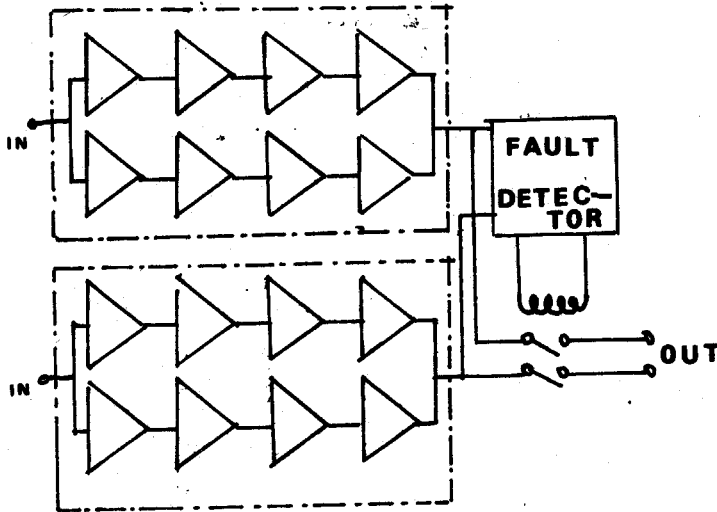 IN
FAULT
DETEC-
TOR
OUT
IN